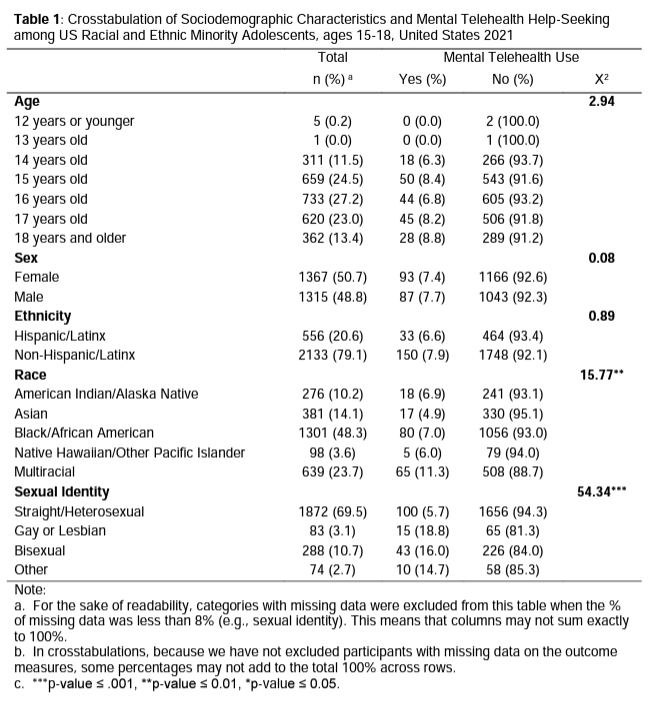 Table 1: Crosstabulation of Sociodemographic Characteristics and Mental Telehealth Help-Seeking
among US Racial and Ethnic Minority Adolescents, ages 15-18, United States 2021
Total Mental Telehealth Use
n (%) a Yes (%) No (%) X²
Age 2.94
12 years or younger 5 (0.2) 0 (0.0) 2 (100.0)
13 years old 1 (0.0) 0 (0.0) 1 (100.0)
14 years old 311 (11.5) 18 (6.3) 266 (93.7)
15 years old 659 (24.5) 50 (8.4) 543 (91.6)
16 years old 733 (27.2) 44 (6.8) 605 (93.2)
17 years old 620 (23.0) 45 (8.2) 506 (91.8)
18 years and older 362 (13.4) 28 (8.8) 289 (91.2)
Sex 0.08
Female 1367 (50.7) 93 (7.4) 1166 (92.6)
Male 1315 (48.8) 87 (7.7) 1043 (92.3)
Ethnicity 0.89
Hispanic/Latinx 556 (20.6) 33 (6.6) 464 (93.4)
Non-Hispanic/Latinx 2133 (79.1) 150 (7.9) 1748 (92.1)
Race 15.77**
American Indian/Alaska Native 276 (10.2) 18 (6.9) 241 (93.1)
Asian 381 (14.1) 17 (4.9) 330 (95.1)
Black/African American 1301 (48.3) 80 (7.0) 1056 (93.0)
Native Hawaiian/Other Pacific Islander 98 (3.6) 5 (6.0) 79 (94.0)
Multiracial 639 (23.7) 65 (11.3) 508 (88.7)
Sexual Identity 54.34***
Straight/Heterosexual 1872 (69.5) 100 (5.7) 1656 (94.3)
Gay or Lesbian 83 (3.1) 15 (18.8) 65 (81.3)
Bisexual 288 (10.7) 43 (16.0) 226 (84.0)
Other 74 (2.7) 10 (14.7) 58 (85.3)
Note:
a. For the sake of readability, categories with missing data were excluded from this table when the %
of missing data was less than 8% (e.g., sexual identity). This means that columns may not sum exactly
to 100%.
b. In crosstabulations, because we have not excluded participants with missing data on the outcome
measures, some percentages may not add to the total 100% across rows.
c. ***p-value ≤ .001, **p-value ≤ 0.01, *p-value ≤ 0.05.